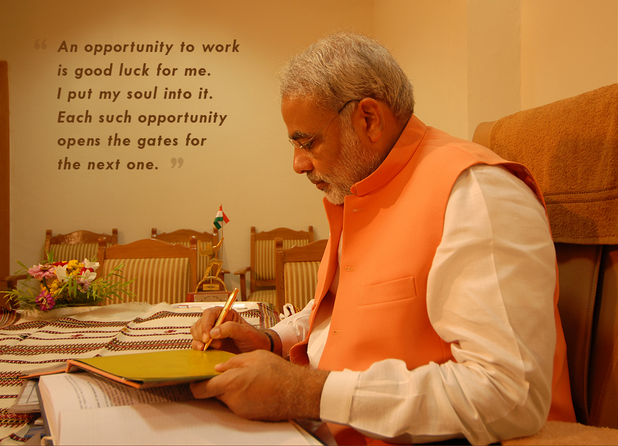 “ An opportunity to work
is good luck for me.
I put my soul into it.
Each such opportunity
opens the gates for
the next one. ”